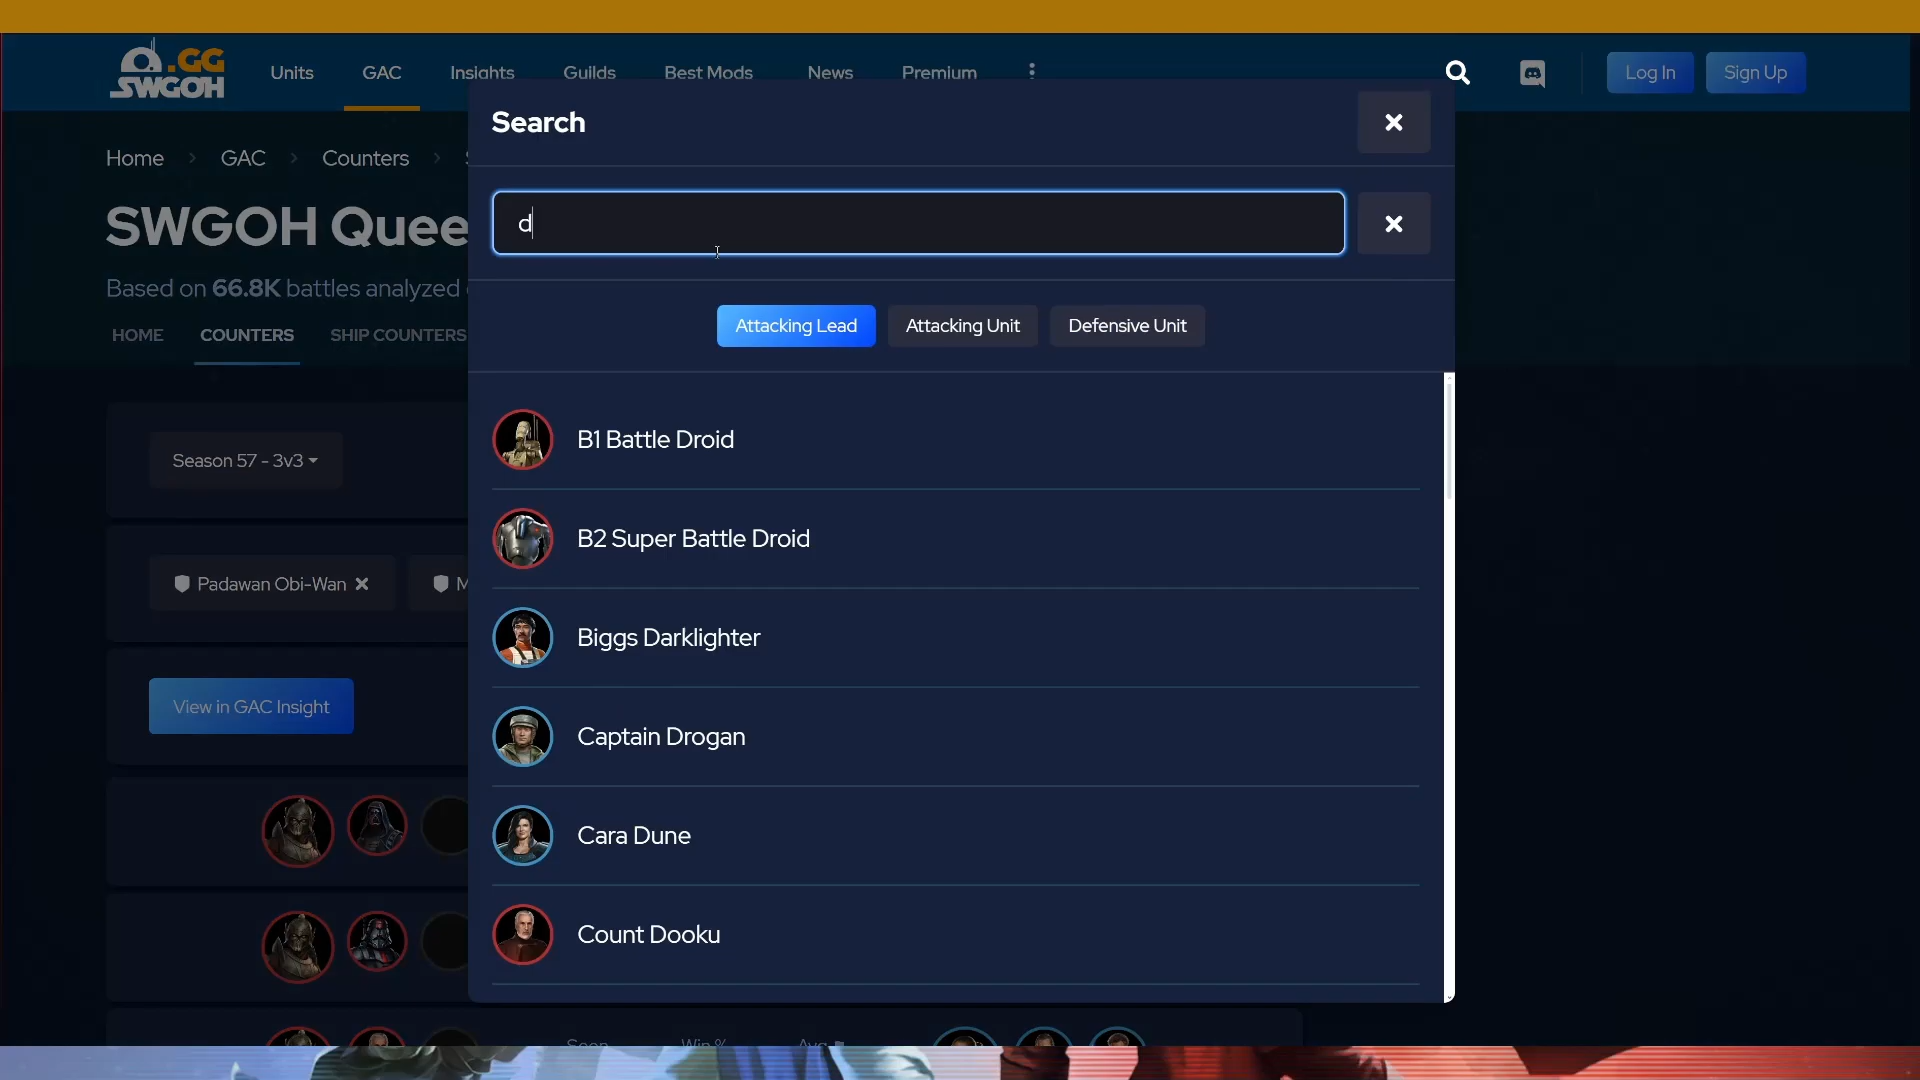 .GG
SWGOH
Units GAC Insights Guilds Best Mods News Premium Log In Sign Up
Search
Home GAC Counters
d
SWGOH Quee
Based on 66.8K battles analyzed
HOME COUNTERS SHIP COUNTERS
Attacking Lead Attacking Unit Defensive Unit
Season 57 - 3v3
B1 Battle Droid
B2 Super Battle Droid
Padawan Obi-Wan M
Biggs Darklighter
View in GAC Insight
Captain Drogan
Cara Dune
Count Dooku
Seen Win % Avg